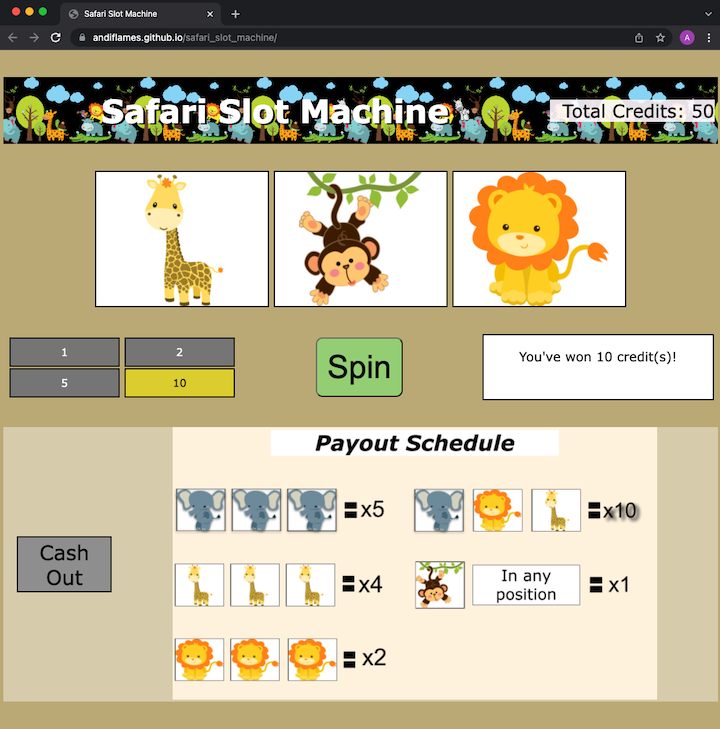 Safari Slot Machine
andiflames.github.io/safari_slot_machine/
A
Safari Slot Machine
Total Credits: 50
1
2
5
10
Spin
You've won 10 credit(s)!
Payout Schedule
=x5
=x10
Cash
Out
=x4
In any
position
= x1
= x2